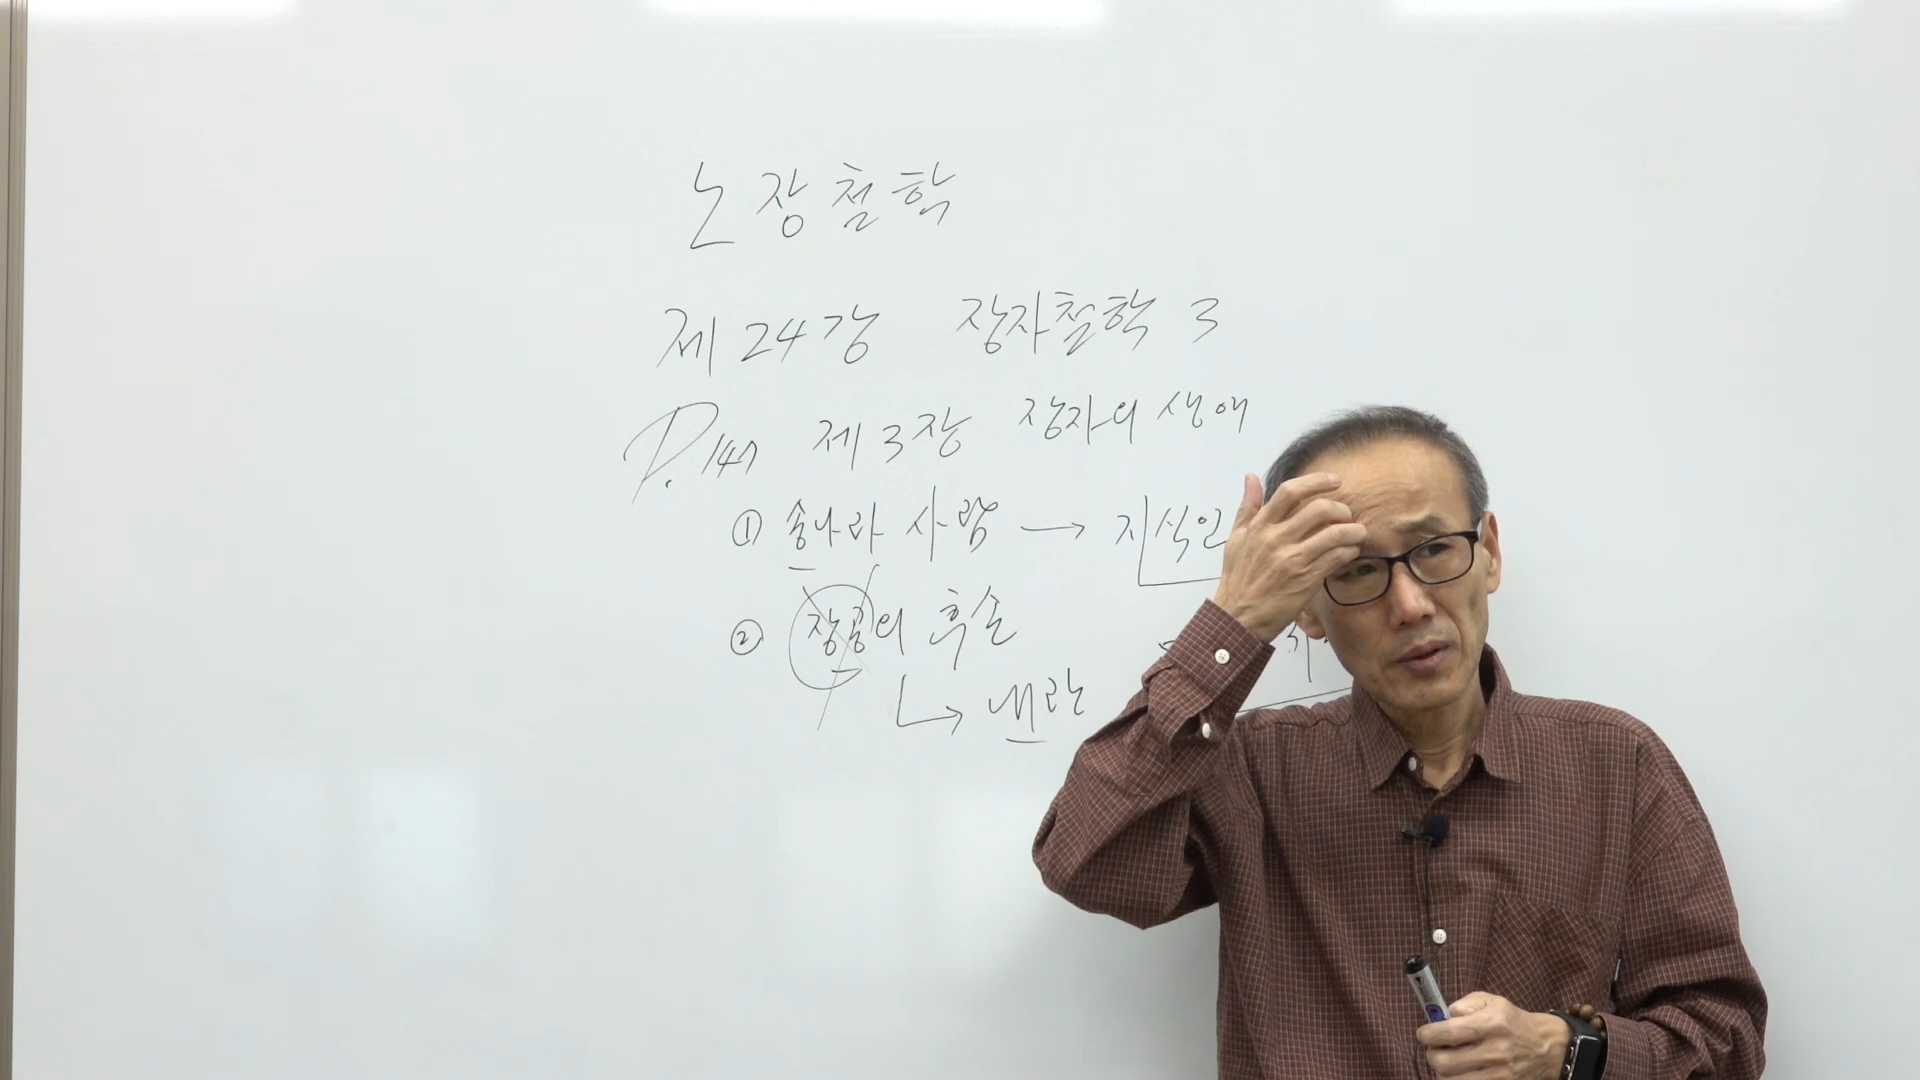 노장철학
제24강 장자철학 3
P.147 제3장 장자의 생애
① 송나라 사람 → 지식인
② 장공의 후손
↳ 내란